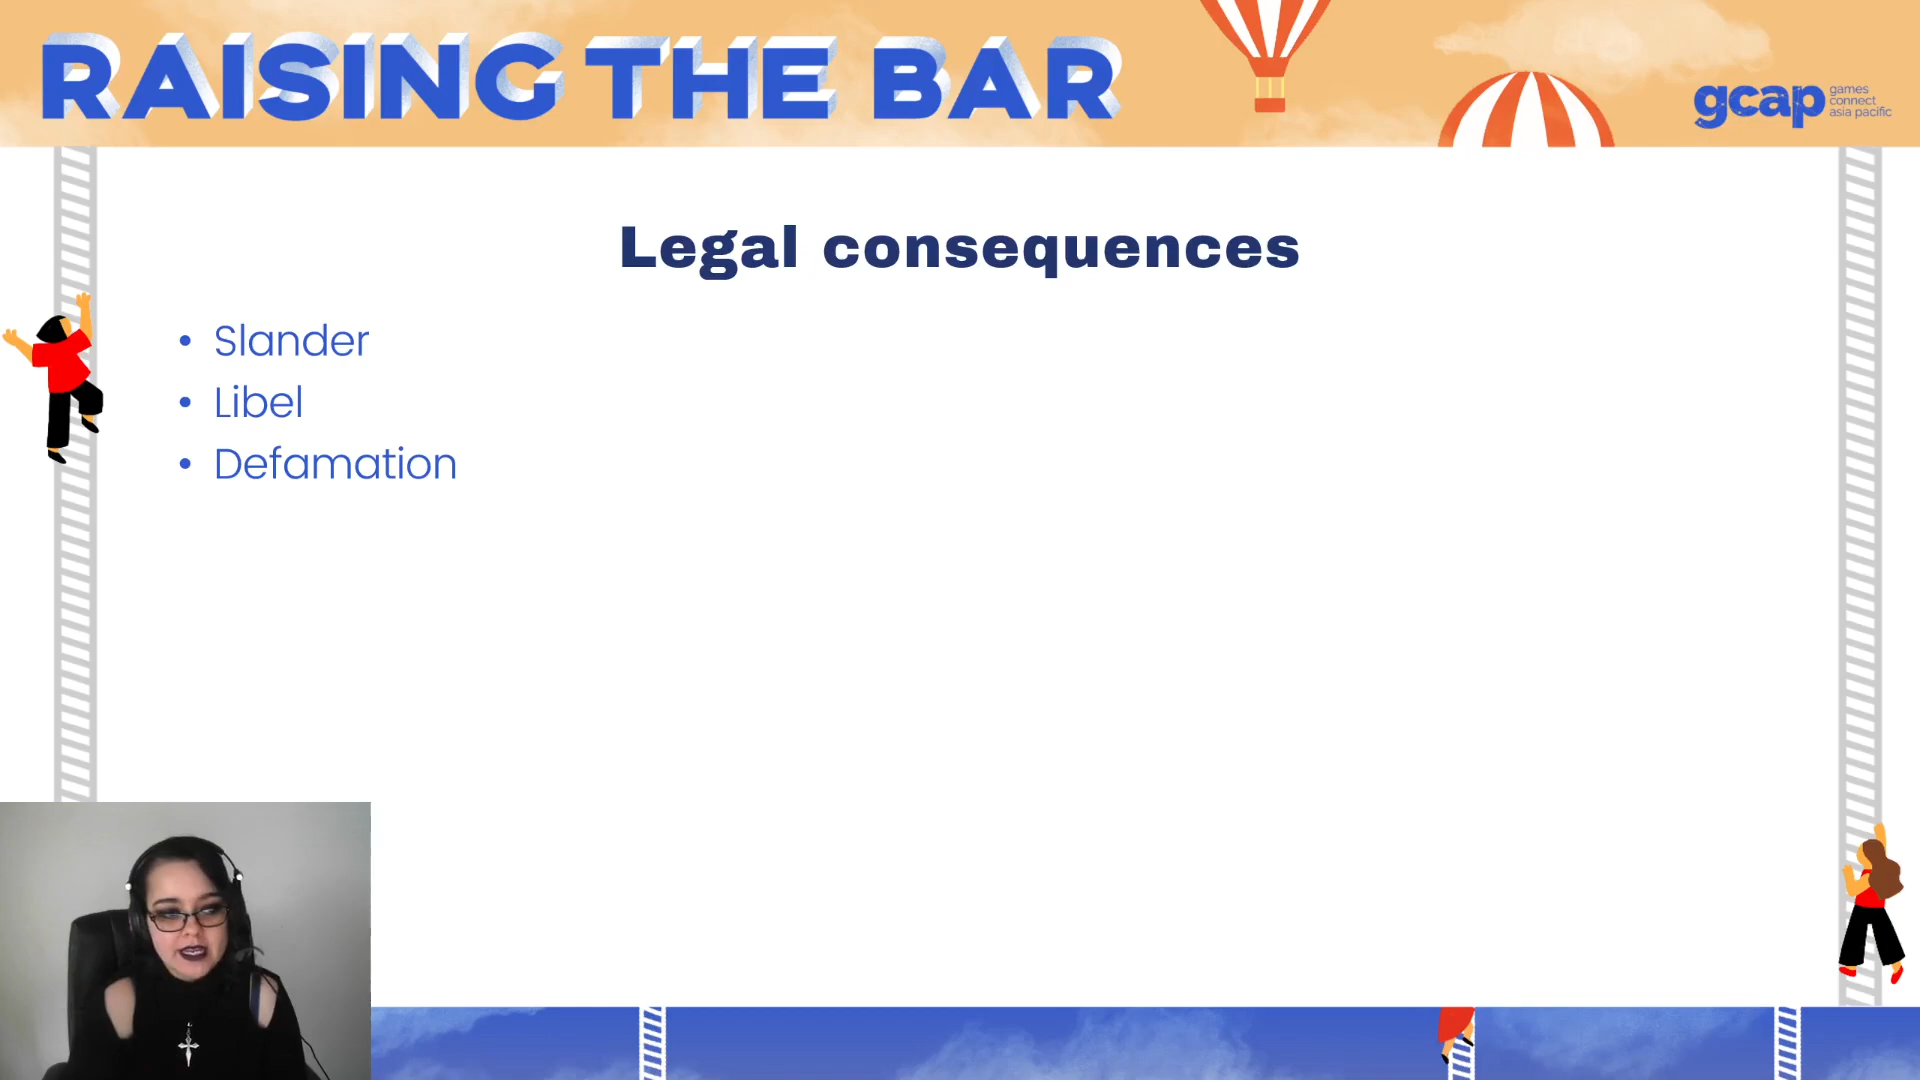 RAISING THE BAR
gcap games
connect
asia pacific
Legal consequences
• Slander
• Libel
• Defamation